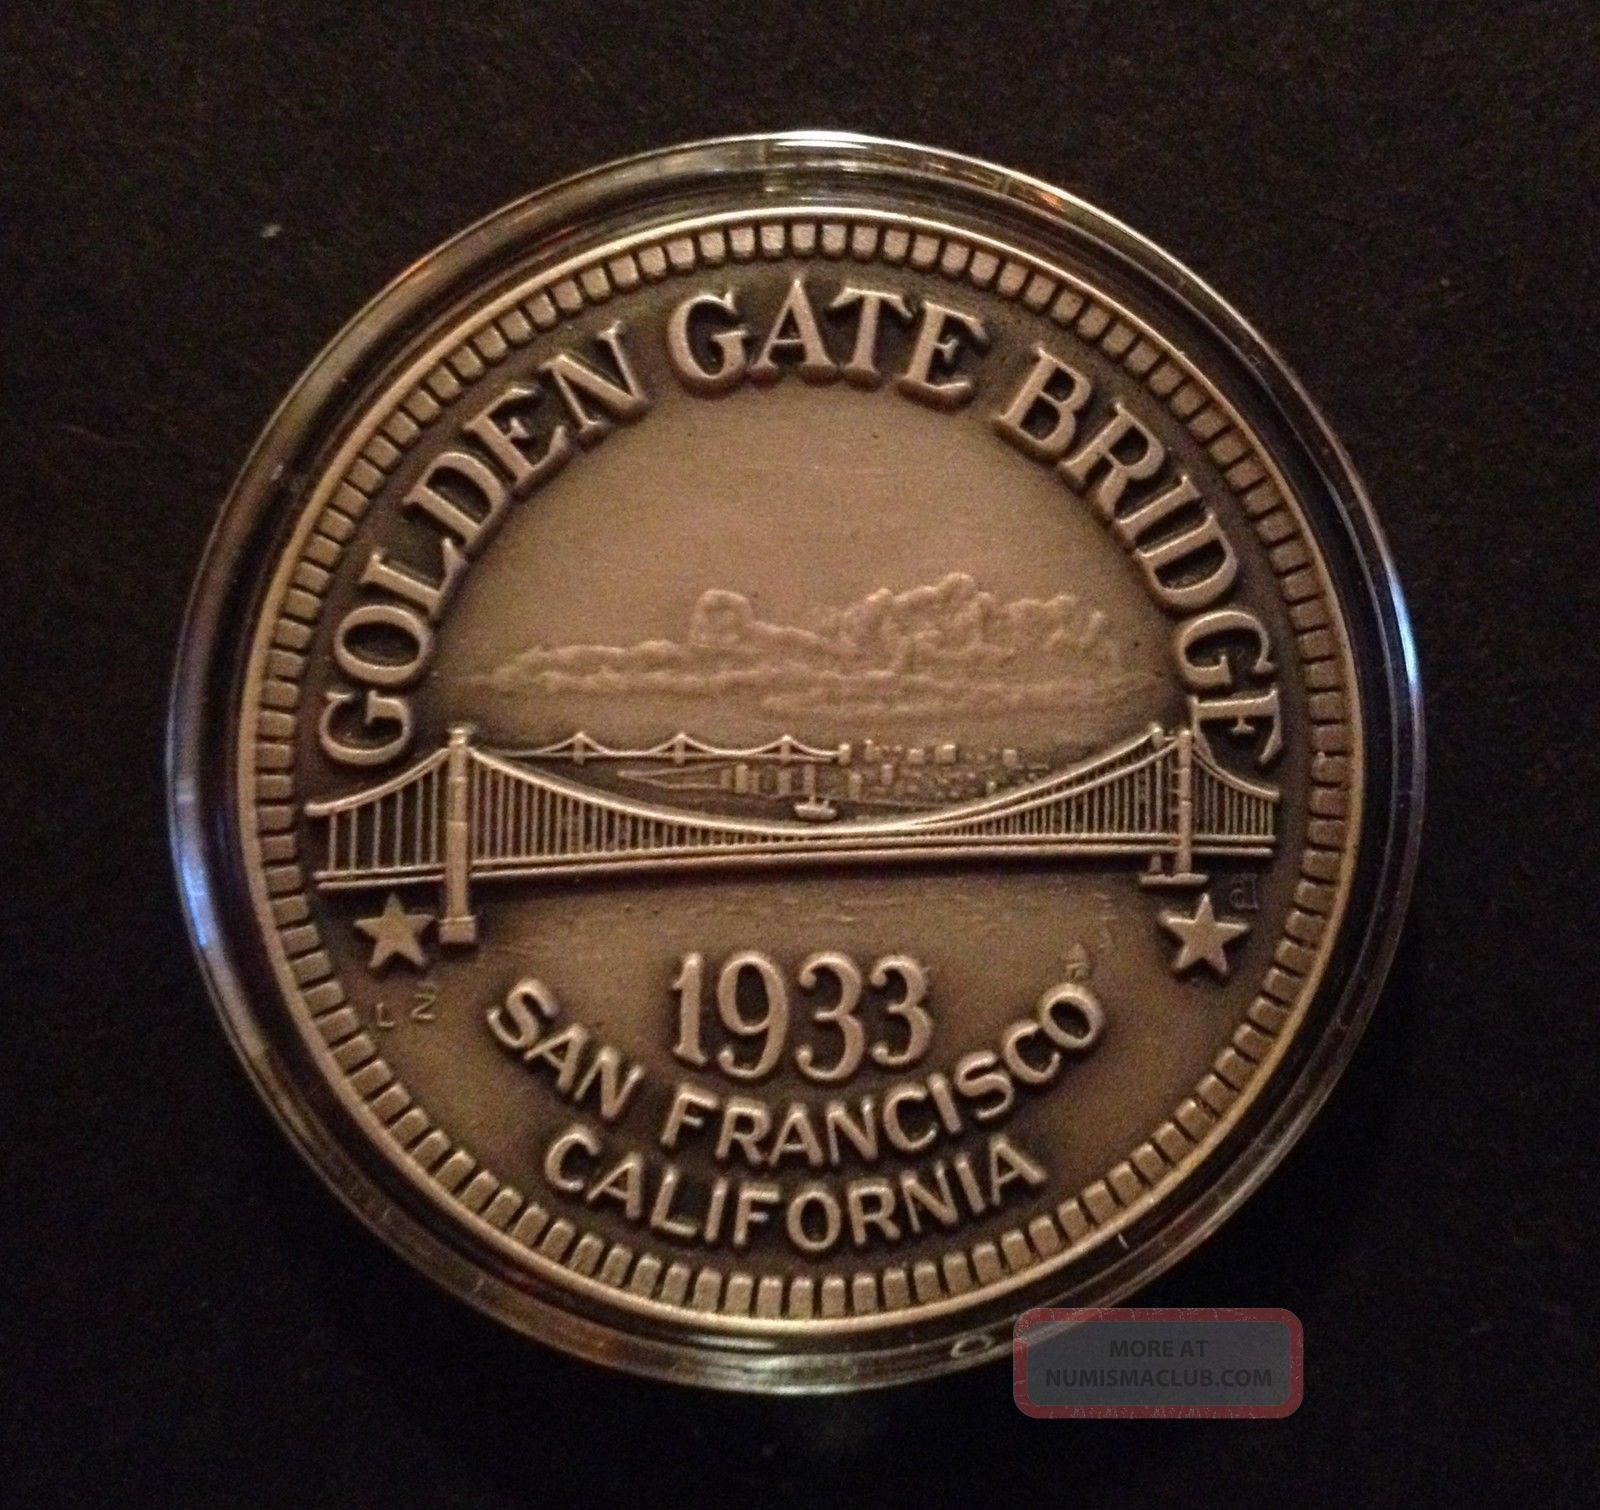 GOLDEN GATE BRIDGE
1933
SAN FRANCISCO
CALIFORNIA
L N
MORE AT
NUMISMACLUB.COM